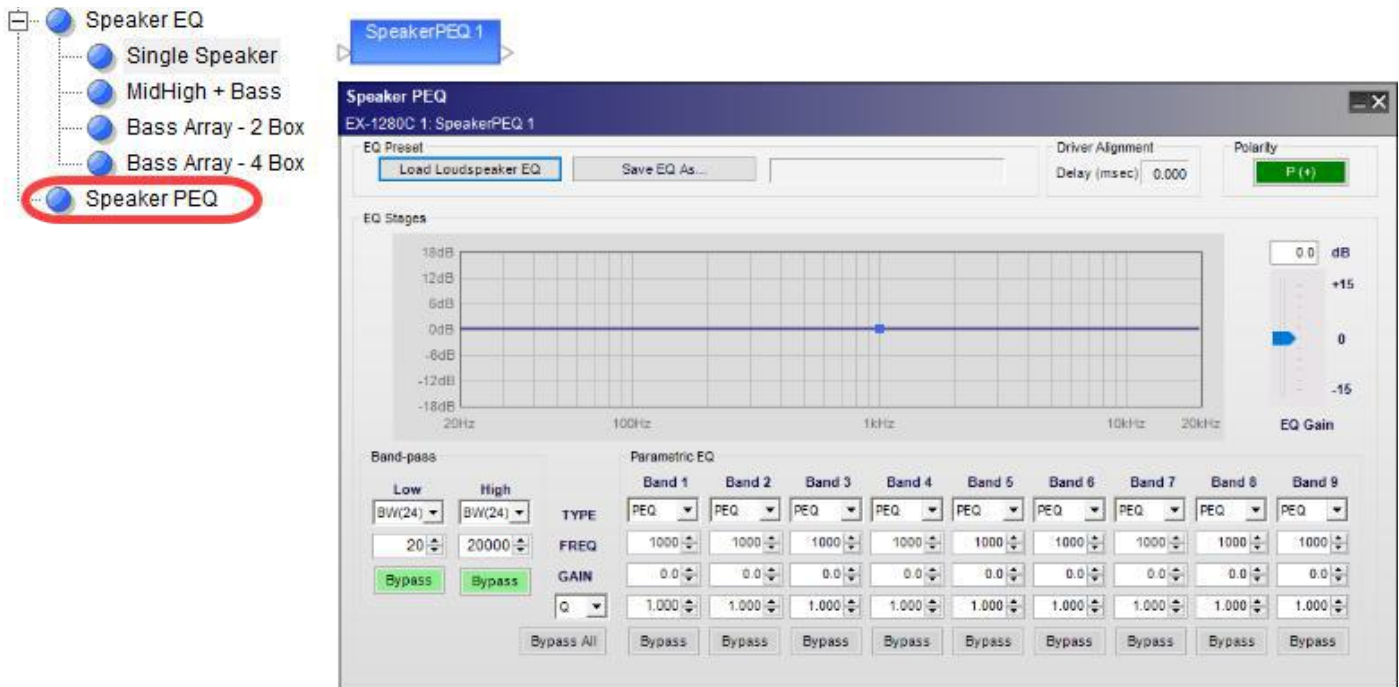 Speaker EQ
Single Speaker
MidHigh + Bass
Bass Array - 2 Box
Bass Array - 4 Box
Speaker PEQ
SpeakerPEQ 1
Speaker PEQ
EX-1280C 1: SpeakerPEQ 1
EQ Preset
Load Loudspeaker EQ Save EQ As...
Driver Alignment
Delay (msec) 0.000
Polarity
P (+)
EQ Stages
18dB
12dB
6dB
0dB
-6dB
-12dB
-18dB
20Hz 100Hz 1kHz 10kHz 20kHz
0.0 dB
+15
0
-15
EQ Gain
Band-pass
Low High
BW(24) BW(24)
20 20000
Bypass Bypass
Parametric EQ
Band 1 Band 2 Band 3 Band 4 Band 5 Band 6 Band 7 Band 8 Band 9
TYPE PEQ PEQ PEQ PEQ PEQ PEQ PEQ PEQ PEQ
FREQ 1000 1000 1000 1000 1000 1000 1000 1000 1000
GAIN 0.0 0.0 0.0 0.0 0.0 0.0 0.0 0.0 0.0
Q 1.000 1.000 1.000 1.000 1.000 1.000 1.000 1.000 1.000
Bypass All Bypass Bypass Bypass Bypass Bypass Bypass Bypass Bypass Bypass